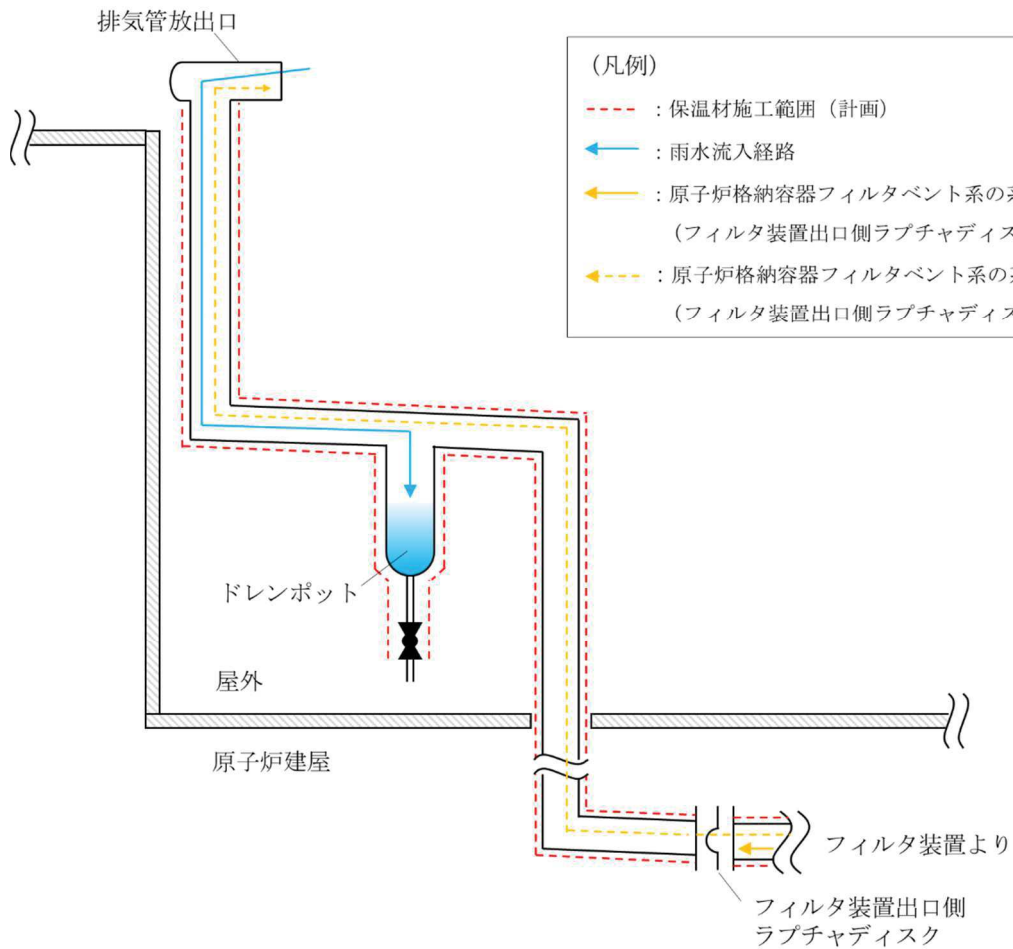 排気管放出口
(凡例)
：保温材施工範囲（計画）
：雨水流入経路
：原子炉格納容器フィルタベント系の
（フィルタ装置出口側ラプチャディス
：原子炉格納容器フィルタベント系の
（フィルタ装置出口側ラプチャディス
ドレンポット
屋外
原子炉建屋
フィルタ装置より
フィルタ装置出口側
ラプチャディスク